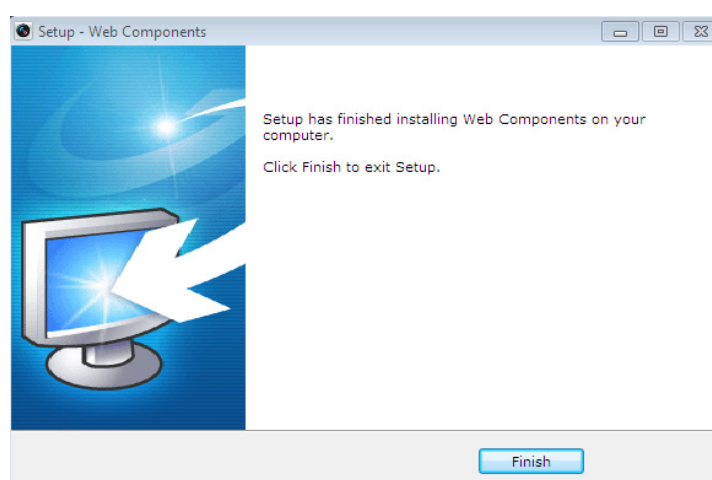 Setup - Web Components
Setup has finished installing Web Components on your
computer.
Click Finish to exit Setup.
Finish